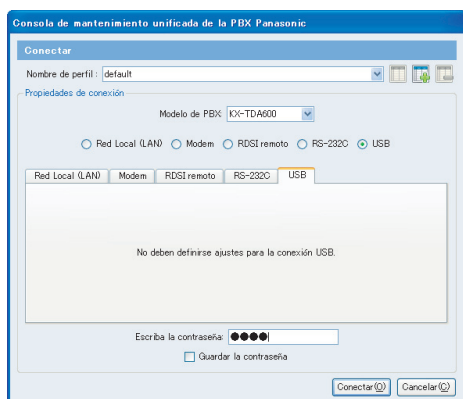 Consola de mantenimiento unificada de la PBX Panasonic
Conectar
Nombre de perfil : default
Propiedades de conexión
Modelo de PBX: KX-TDA600
Red Local (LAN) Modem RDSI remoto RS-232C USB
Red Local (LAN) Modem RDSI remoto RS-232C USB
No deben definirse ajustes para la conexión USB.
Escriba la contraseña: ●●●●
Guardar la contraseña
Conectar(O) Cancelar(C)